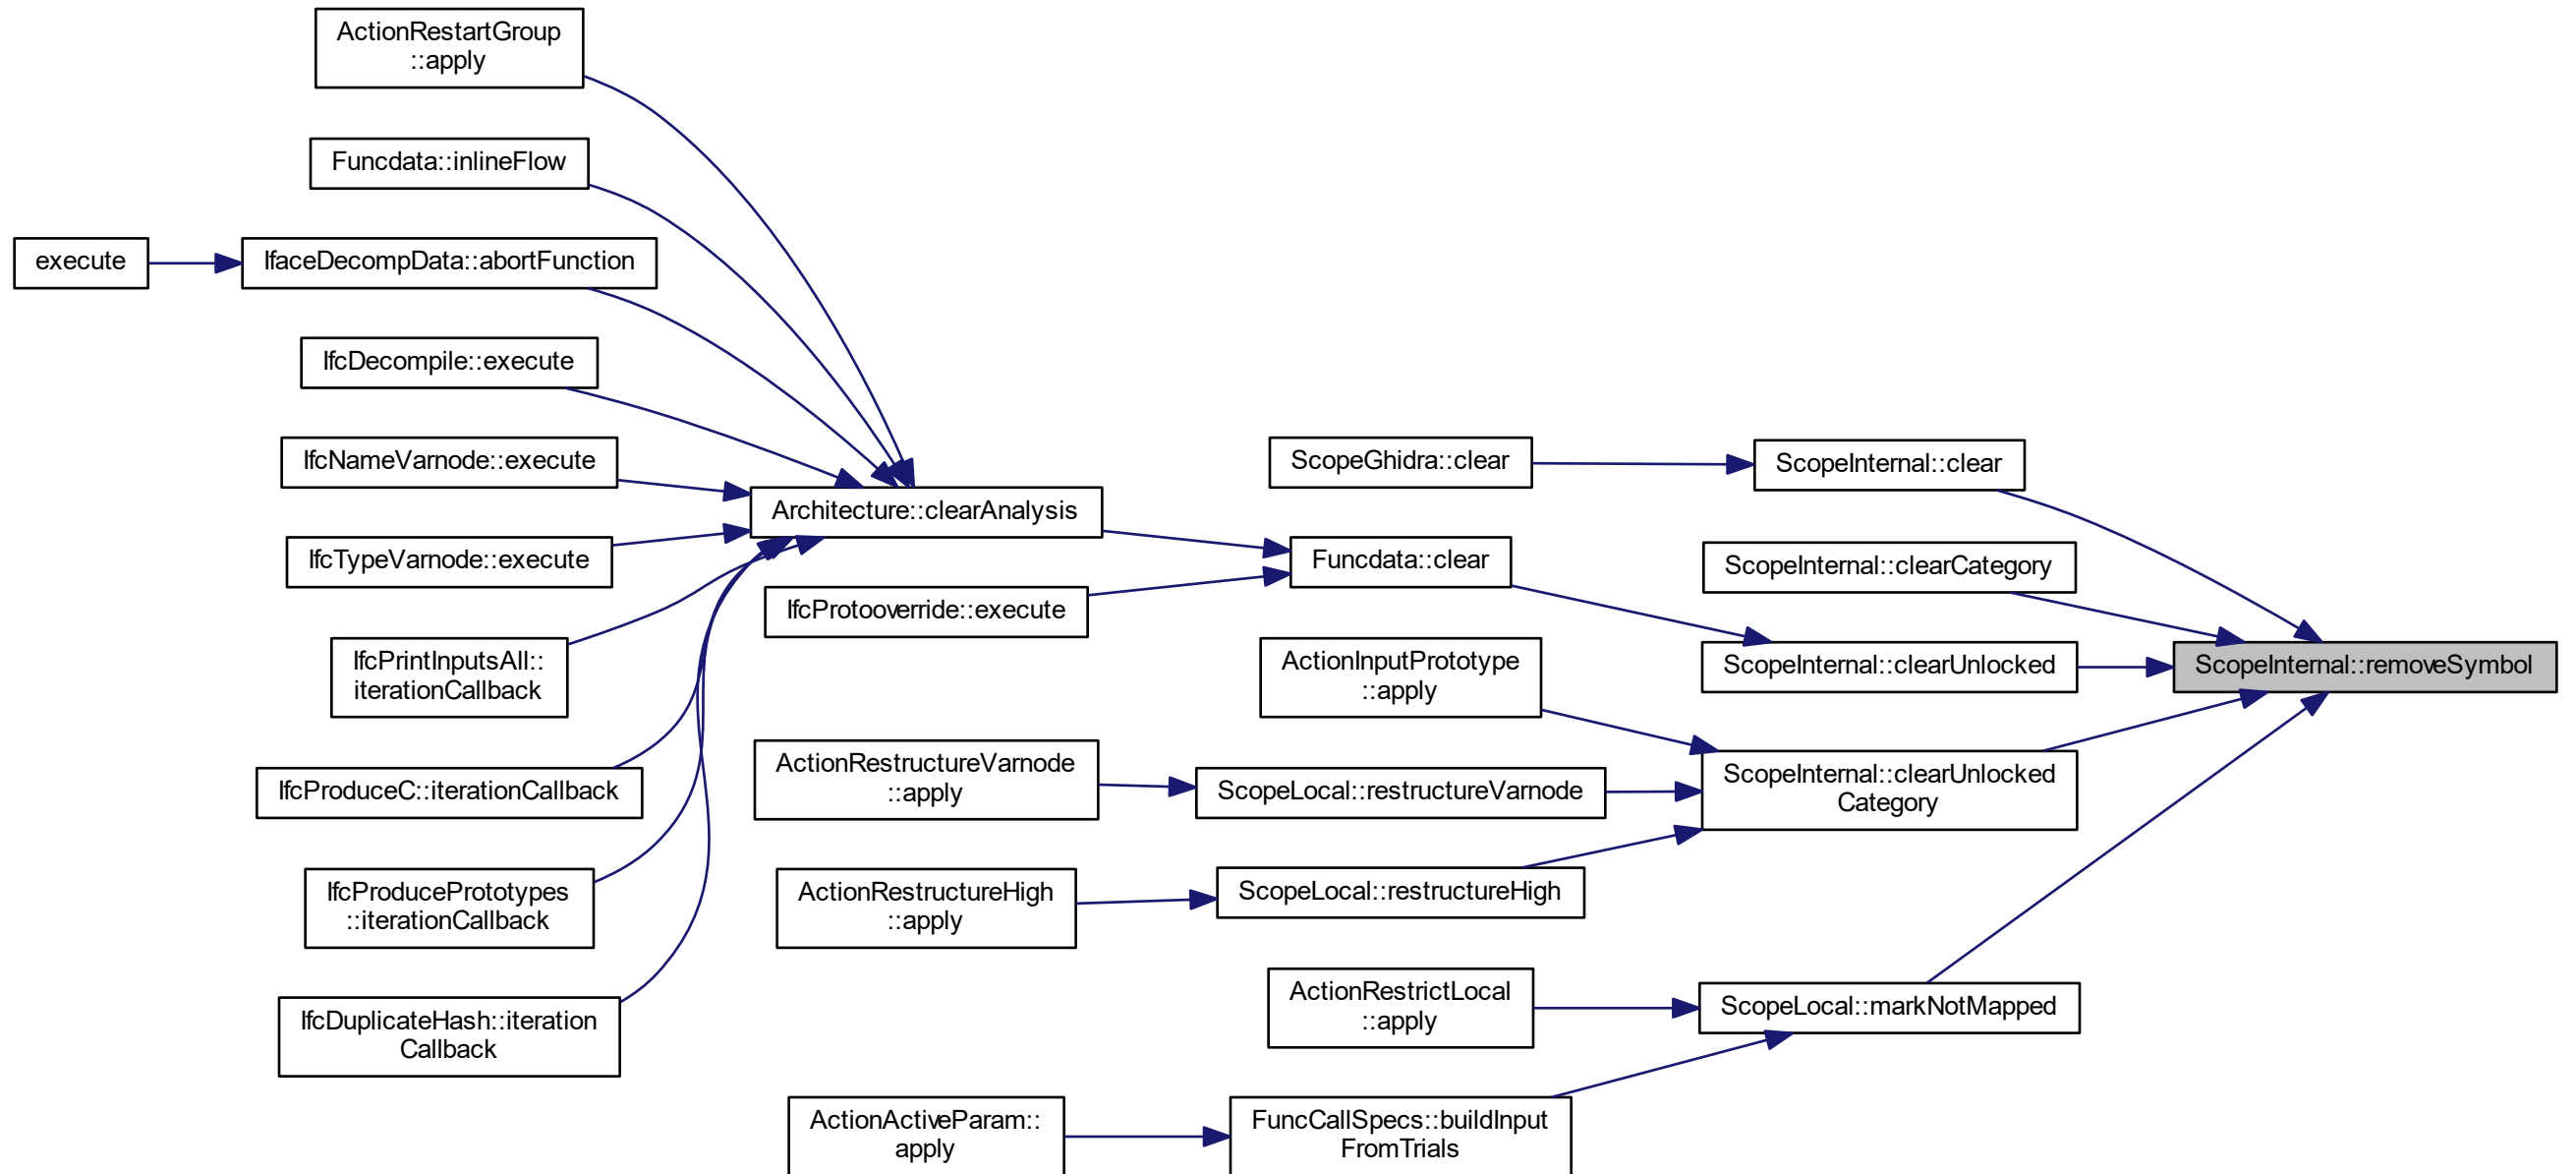 ActionRestartGroup
::apply
Funcdata::inlineFlow
execute
IfaceDecompData::abortFunction
IfcDecompile::execute
IfcNameVarnode::execute
ScopeGhidra::clear
ScopeInternal::clear
Architecture::clearAnalysis
IfcTypeVarnode::execute
Funcdata::clear
ScopeInternal::clearCategory
IfcProtooverride::execute
IfcPrintInputsAll::
iterationCallback
ActionInputPrototype
::apply
ScopeInternal::clearUnlocked
ScopeInternal::removeSymbol
IfcProduceC::iterationCallback
ActionRestructureVarnode
::apply
ScopeLocal::restructureVarnode
ScopeInternal::clearUnlocked
Category
IfcProducePrototypes
::iterationCallback
ActionRestructureHigh
::apply
ScopeLocal::restructureHigh
IfcDuplicateHash::iteration
Callback
ActionRestrictLocal
::apply
ScopeLocal::markNotMapped
ActionActiveParam::
apply
FuncCallSpecs::buildInput
FromTrials